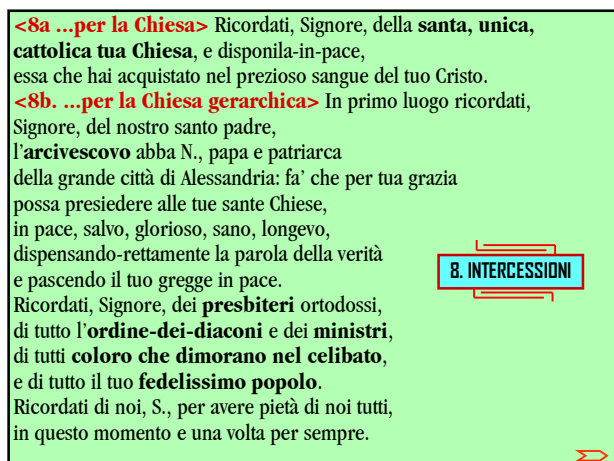 <8a ...per la Chiesa> Ricordati, Signore, della santa, unica,
cattolica tua Chiesa, e disponila-in-pace,
essa che hai acquistato nel prezioso sangue del tuo Cristo.
<8b. ...per la Chiesa gerarchica> In primo luogo ricordati,
Signore, del nostro santo padre,
l'arcivescovo abba N., papa e patriarca
della grande città di Alessandria: fa' che per tua grazia
possa presiedere alle tue sante Chiese,
in pace, salvo, glorioso, sano, longevo,
dispensando-rettamente la parola della verità
e pascendo il tuo gregge in pace.
Ricordati, Signore, dei presbiteri ortodossi,
di tutto l'ordine-dei-diaconi e dei ministri,
di tutti coloro che dimorano nel celibato,
e di tutto il tuo fedelissimo popolo.
Ricordati di noi, S., per avere pietà di noi tutti,
in questo momento e una volta per sempre.
8. INTERCESSIONI